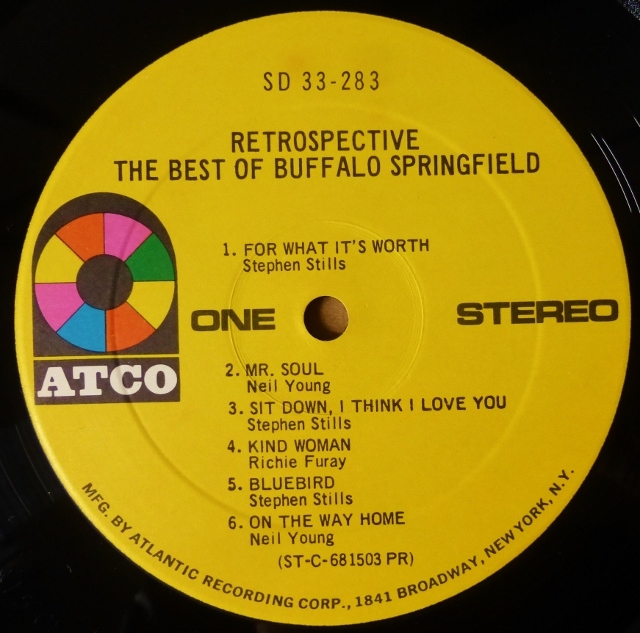 SD 33-283
RETROSPECTIVE
THE BEST OF BUFFALO SPRINGFIELD
1. FOR WHAT IT'S WORTH
Stephen Stills
ONE
STEREO
ATCO
2. MR. SOUL
Neil Young
3. SIT DOWN, I THINK I LOVE YOU
Stephen Stills
4. KIND WOMAN
Richie Furay
5. BLUEBIRD
Stephen Stills
6. ON THE WAY HOME
Neil Young
(ST-C-681503 PR)
MFG. BY ATLANTIC RECORDING CORP., 1841 BROADWAY, NEW YORK, N.Y.